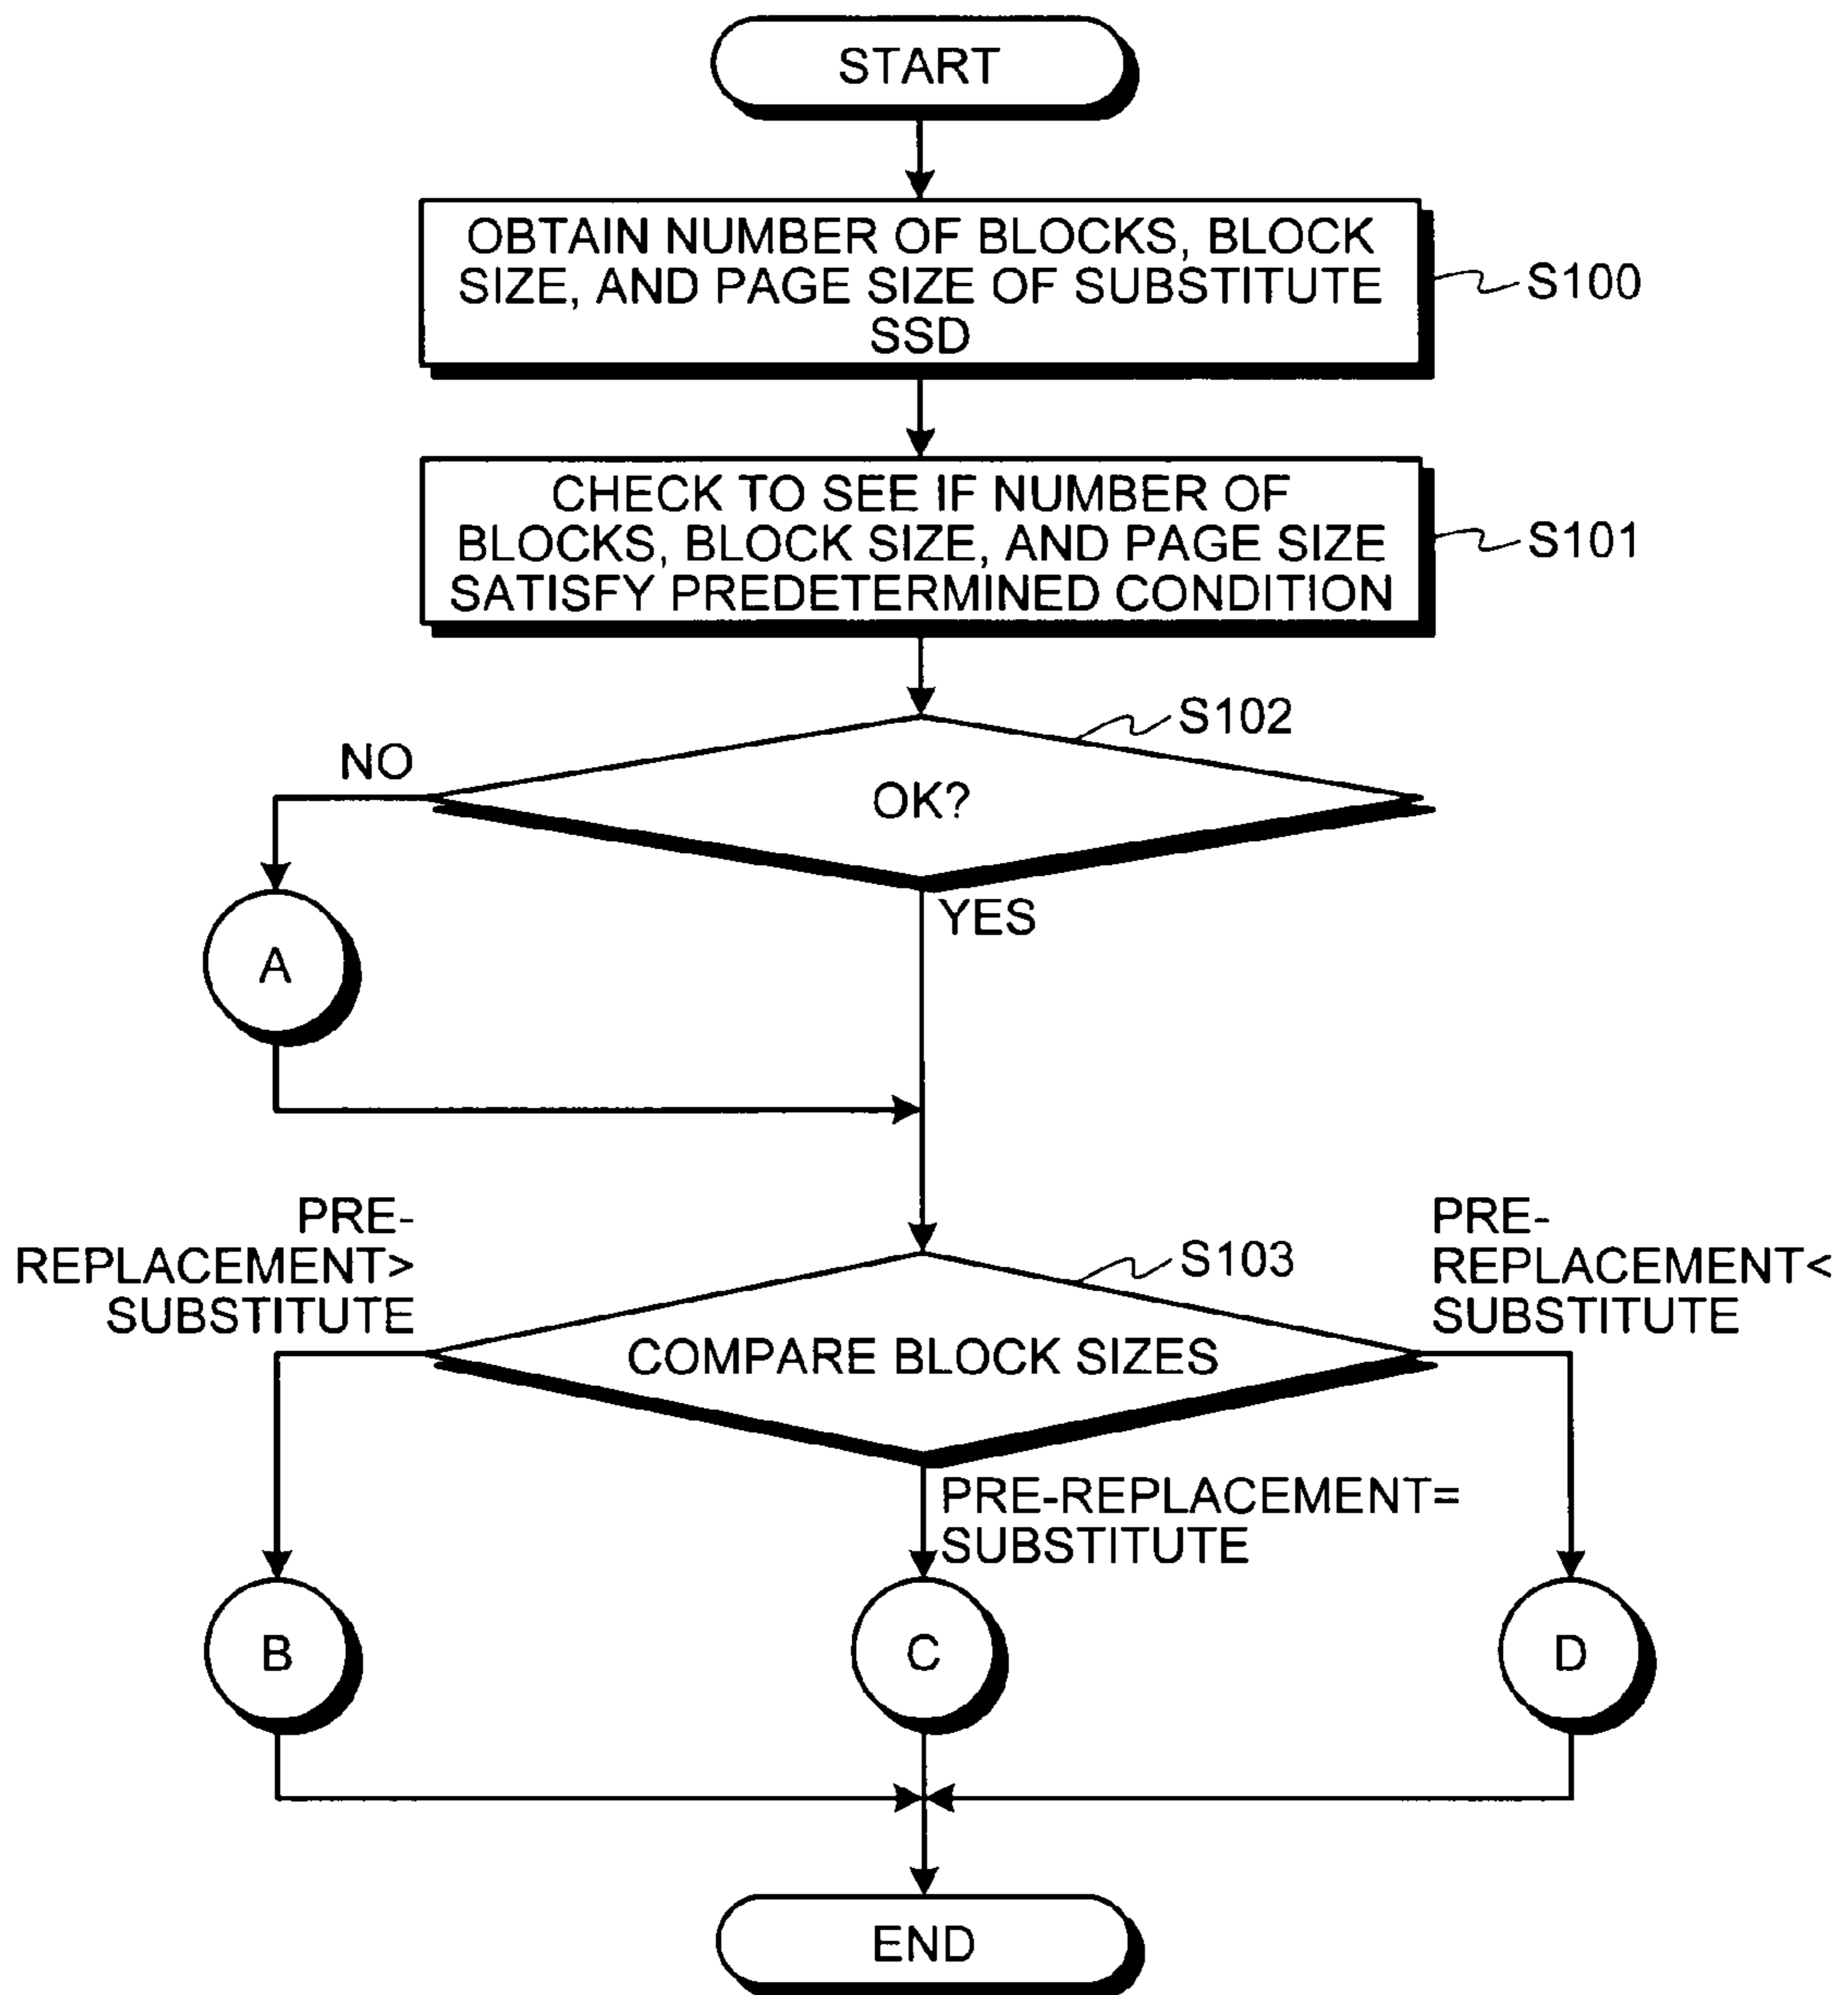 START
OBTAIN NUMBER OF BLOCKS, BLOCK
SIZE, AND PAGE SIZE OF SUBSTITUTE
SSD
S100
CHECK TO SEE IF NUMBER OF
BLOCKS, BLOCK SIZE, AND PAGE SIZE
SATISFY PREDETERMINED CONDITION
S101
S102
NO
OK?
YES
A
PRE-
REPLACEMENT>
SUBSTITUTE
S103
PRE-
REPLACEMENT<
SUBSTITUTE
COMPARE BLOCK SIZES
PRE-REPLACEMENT=
SUBSTITUTE
B
C
D
END